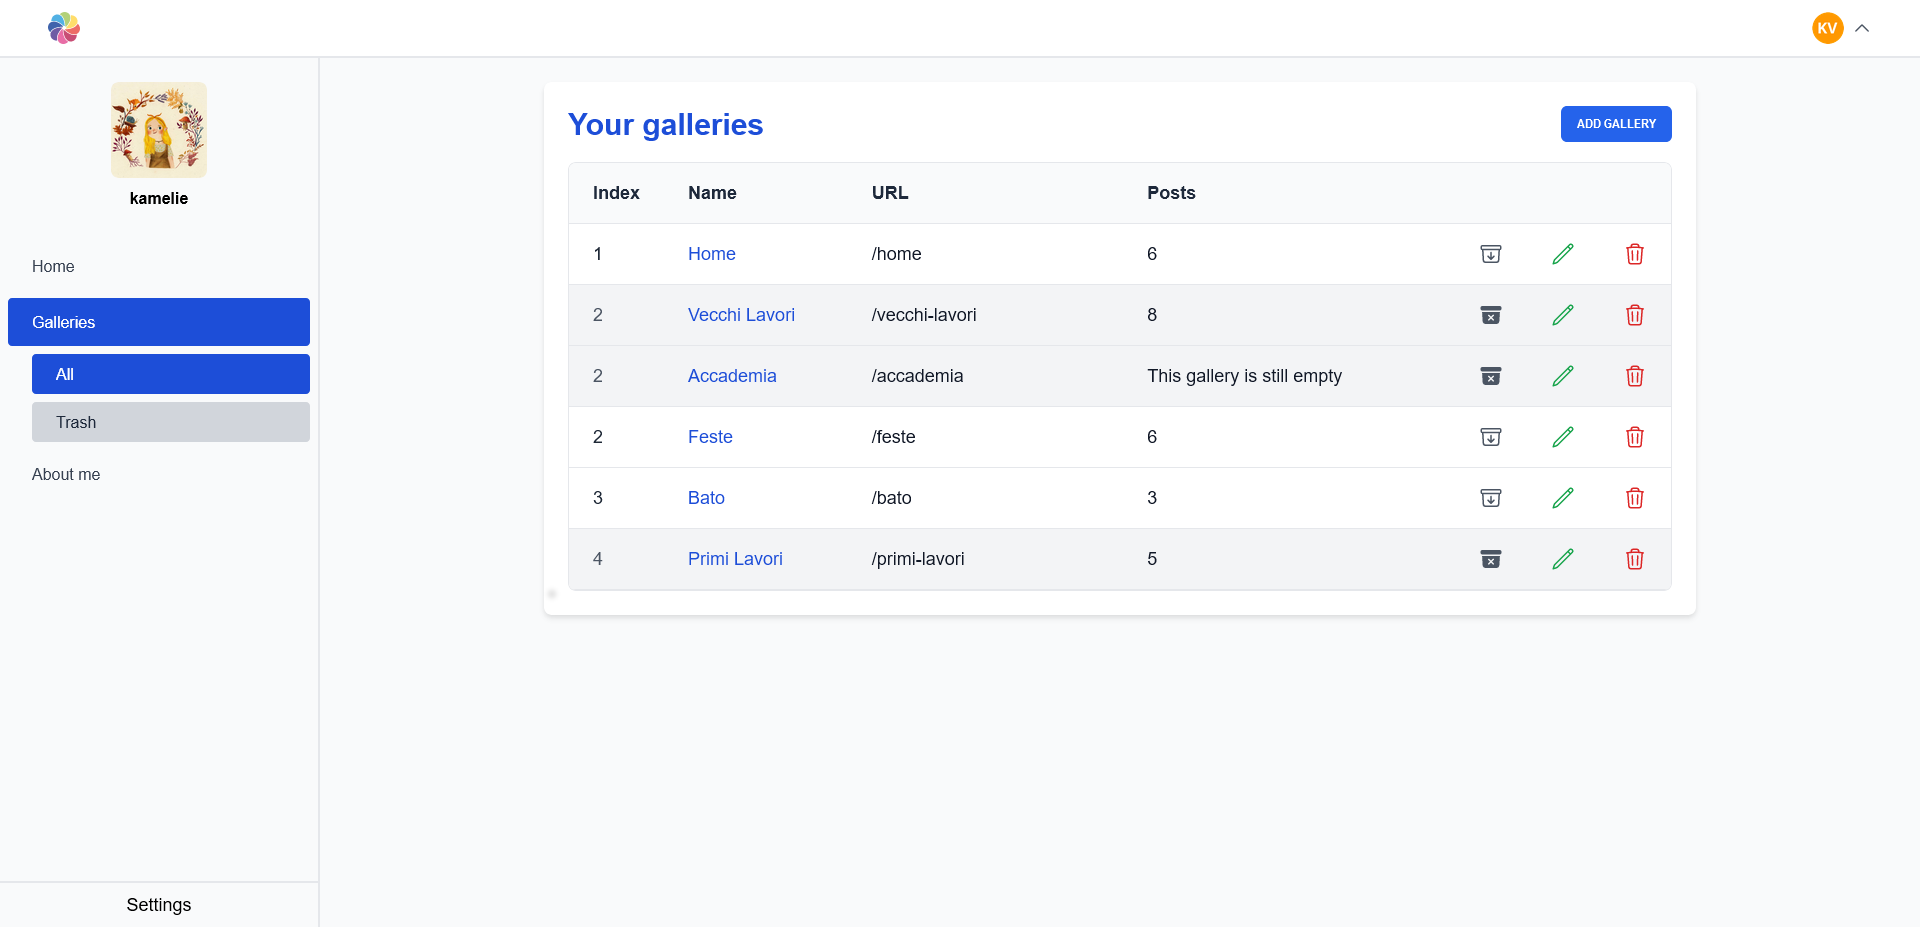 KV
kamelie
Home
Galleries
All
Trash
About me
Settings
Your galleries
ADD GALLERY
Index Name URL Posts
1 Home /home 6
2 Vecchi Lavori /vecchi-lavori 8
2 Accademia /accademia This gallery is still empty
2 Feste /feste 6
3 Bato /bato 3
4 Primi Lavori /primi-lavori 5